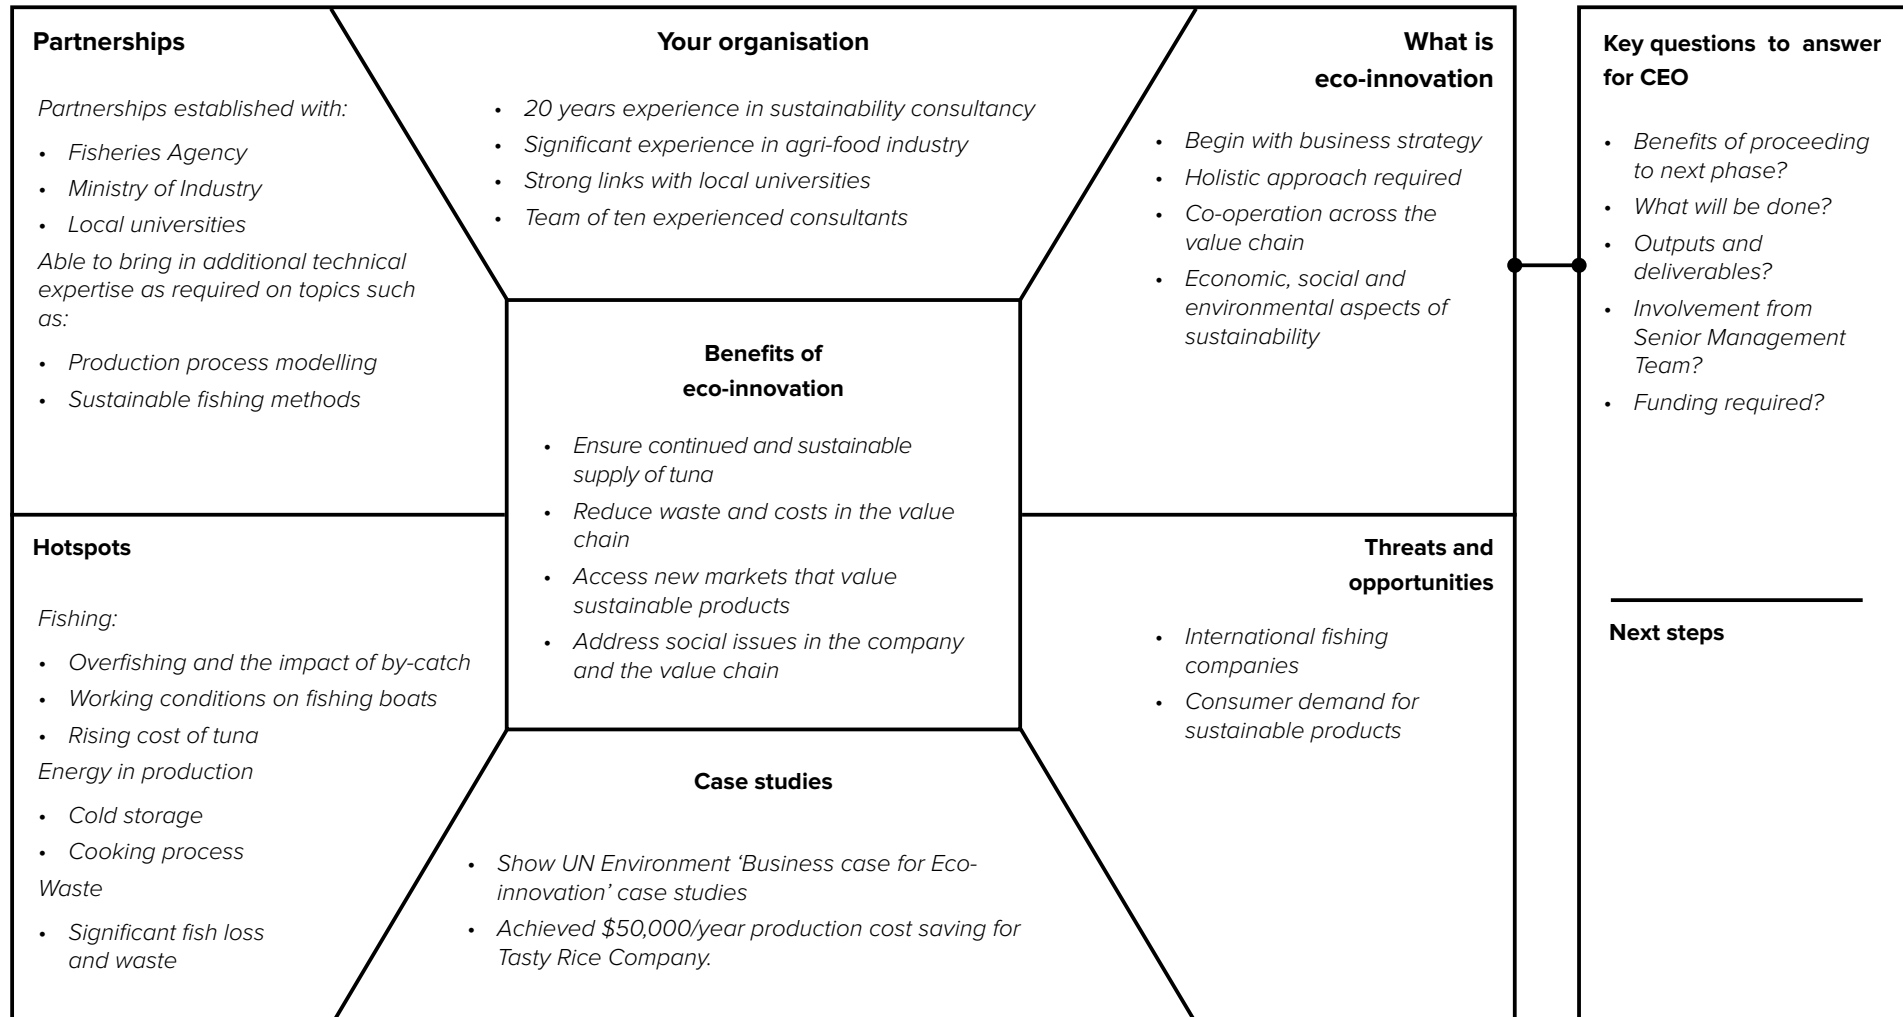 Partnerships
Partnerships established with:
• Fisheries Agency
• Ministry of Industry
• Local universities
Able to bring in additional technical
expertise as required on topics such
as:
• Production process modelling
• Sustainable fishing methods
Your organisation
• 20 years experience in sustainability consultancy
• Significant experience in agri-food industry
• Strong links with local universities
• Team of ten experienced consultants
What is
eco-innovation
• Begin with business strategy
• Holistic approach required
• Co-operation across the
value chain
• Economic, social and
environmental aspects of
sustainability
Benefits of
eco-innovation
• Ensure continued and sustainable
supply of tuna
• Reduce waste and costs in the value
chain
• Access new markets that value
sustainable products
• Address social issues in the company
and the value chain
Hotspots
Fishing:
• Overfishing and the impact of by-catch
• Working conditions on fishing boats
• Rising cost of tuna
Energy in production
• Cold storage
• Cooking process
Waste
• Significant fish loss
and waste
Case studies
• Show UN Environment ‘Business case for Eco-
innovation’ case studies
• Achieved $50,000/year production cost saving for
Tasty Rice Company.
Threats and
opportunities
• International fishing
companies
• Consumer demand for
sustainable products
Key questions to answer
for CEO
• Benefits of proceeding
to next phase?
• What will be done?
• Outputs and
deliverables?
• Involvement from
Senior Management
Team?
• Funding required?
Next steps